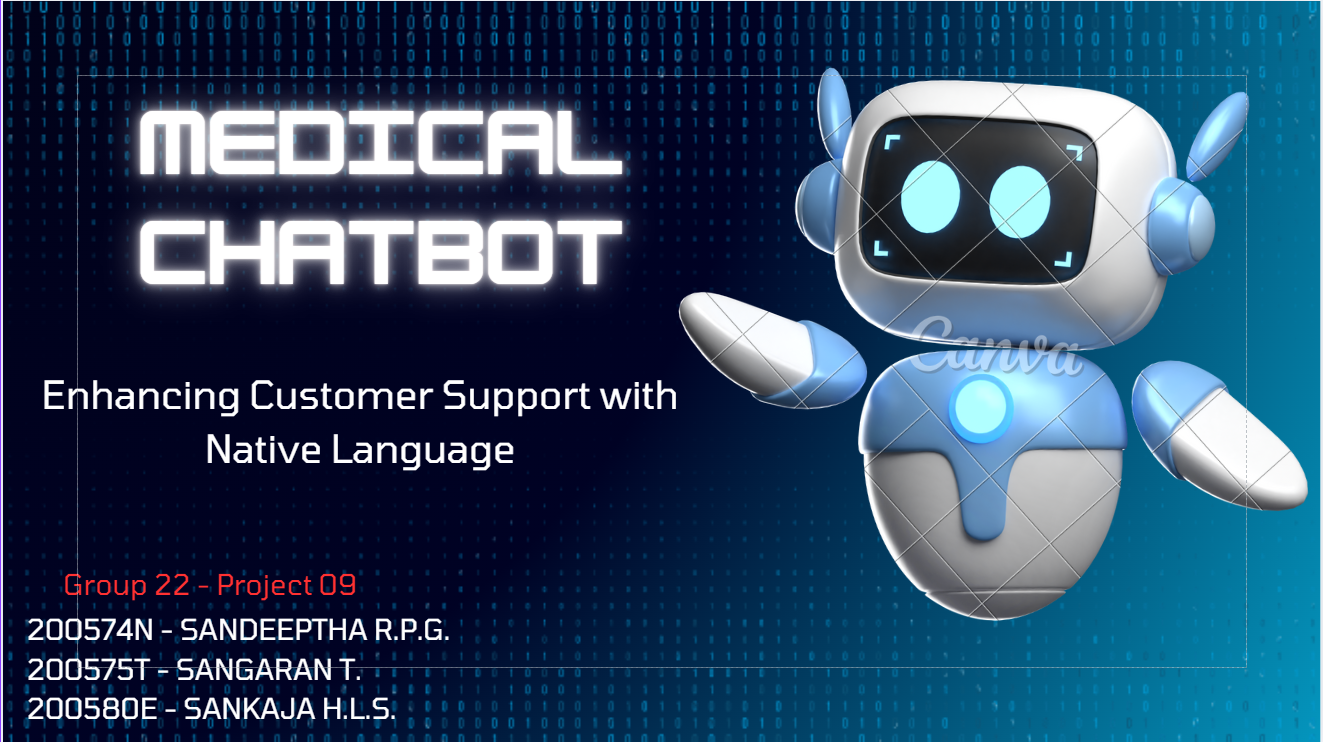 MEDICAL
CHATBOT
Enhancing Customer Support with
Native Language
Group 22 - Project 09
200574N - SANDEEPTHA R.P.G.
200575T - SANGARAN T.
200580E - SANKAJA H.L.S.
Canva